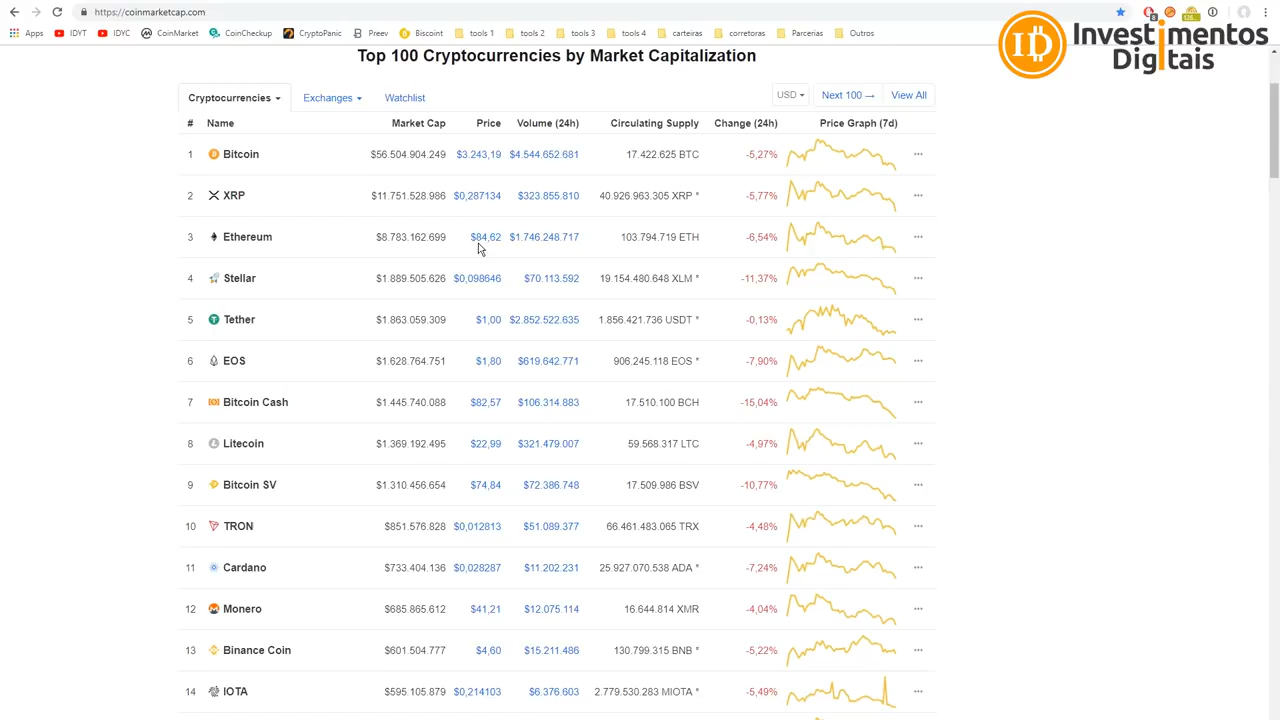 https://coinmarketcap.com
8
126..
Apps IDYT IDYC CoinMarket CoinCheckup CryptoPanic Preev Biscoint tools 1 tools 2 tools 3 tools 4 carteiras corretoras Parcerias Outros
ID Investimentos
Digitais
Top 100 Cryptocurrencies by Market Capitalization
Cryptocurrencies Exchanges Watchlist USD Next 100 → View All
# Name Market Cap Price Volume (24h) Circulating Supply Change (24h) Price Graph (7d)
1 Bitcoin $56.504.904.249 $3.243,19 $4.544.652.681 17.422.625 BTC -5,27%
2 XRP $11.751.528.986 $0,287134 $323.855.810 40.926.963.305 XRP * -5,77%
3 Ethereum $8.783.162.699 $84,62 $1.746.248.717 103.794.719 ETH -6,54%
4 Stellar $1.889.505.626 $0,098646 $70.113.592 19.154.480.648 XLM * -11,37%
5 Tether $1.863.059.309 $1,00 $2.852.522.635 1.856.421.736 USDT * -0,13%
6 EOS $1.628.764.751 $1,80 $619.642.771 906.245.118 EOS * -7,90%
7 Bitcoin Cash $1.445.740.088 $82,57 $106.314.883 17.510.100 BCH -15,04%
8 Litecoin $1.369.192.495 $22,99 $321.479.007 59.568.317 LTC -4,97%
9 Bitcoin SV $1.310.456.654 $74,84 $72.386.748 17.509.986 BSV -10,77%
10 TRON $851.576.828 $0,012813 $51.089.377 66.461.483.065 TRX -4,48%
11 Cardano $733.404.136 $0,028287 $11.202.231 25.927.070.538 ADA * -7,24%
12 Monero $685.865.612 $41,21 $12.075.114 16.644.814 XMR -4,04%
13 Binance Coin $601.504.777 $4,60 $15.211.486 130.799.315 BNB * -5,22%
14 IOTA $595.105.879 $0,214103 $6.376.603 2.779.530.283 MIOTA * -5,49%